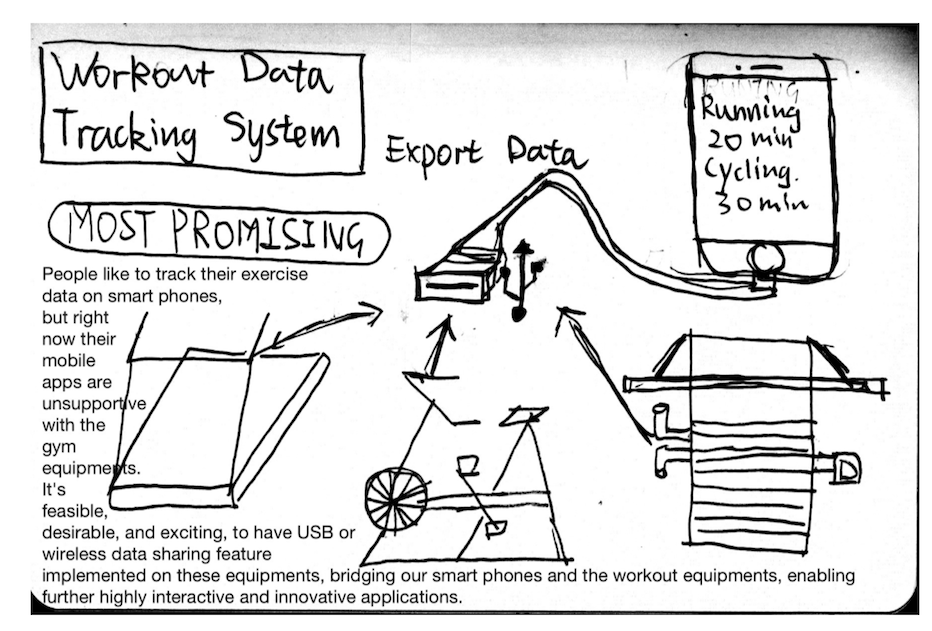 Workout Data
Tracking System
Export Data
Running
20 min
Cycling.
30 min
MOST PROMISING
People like to track their exercise
data on smart phones,
but right
now their
mobile
apps are
unsupportive
with the
gym
equipments.
It's
feasible,
desirable, and exciting, to have USB or
wireless data sharing feature
implemented on these equipments, bridging our smart phones and the workout equipments, enabling
further highly interactive and innovative applications.